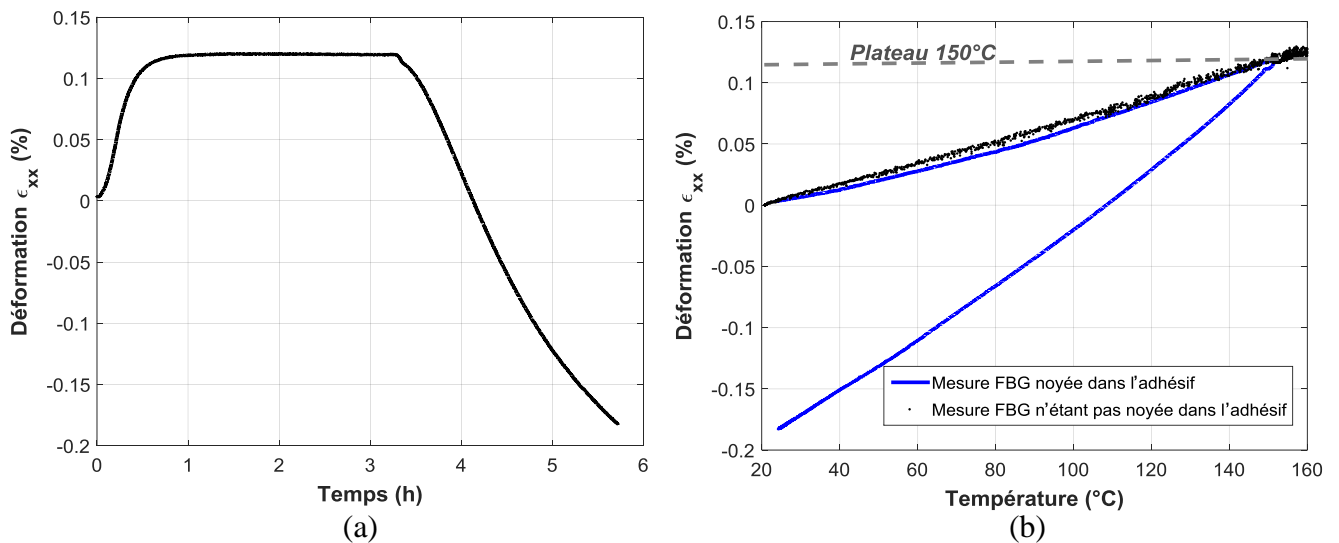 0.15
0.1
0.05
0
-0.05
-0.1
-0.15
-0.2
Déformation ϵxx (%)
0 1 2 3 4 5 6
Temps (h)
(a)
0.15
0.1
0.05
0
-0.05
-0.1
-0.15
-0.2
Déformation ϵxx (%)
Plateau 150°C
Mesure FBG noyée dans l’adhésif
Mesure FBG n’étant pas noyée dans l’adhésif
20 40 60 80 100 120 140 160
Température (°C)
(b)